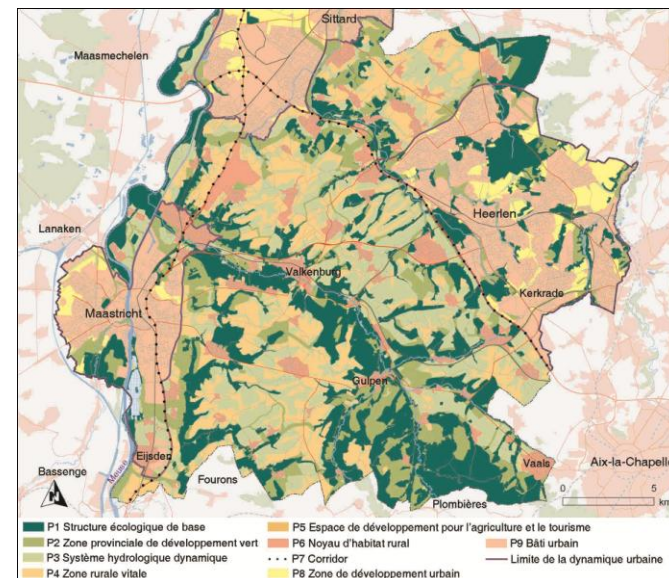 Sittard
Maasmechelen
Heerlen
Lanaken
Valkenburg
Kerkrade
Maastricht
Gulpen
Eijsden
Vaals
Aix-la-Chapelle
Bassenge
Meuse
Fourons
Plombières
N
0 5
km
P1 Structure écologique de base
P2 Zone provinciale de développement vert
P3 Système hydrologique dynamique
P4 Zone rurale vitale
P5 Espace de développement pour l'agriculture et le tourisme
P6 Noyau d'habitat rural
P7 Corridor
P8 Zone de développement urbain
P9 Bâti urbain
Limite de la dynamique urbaine